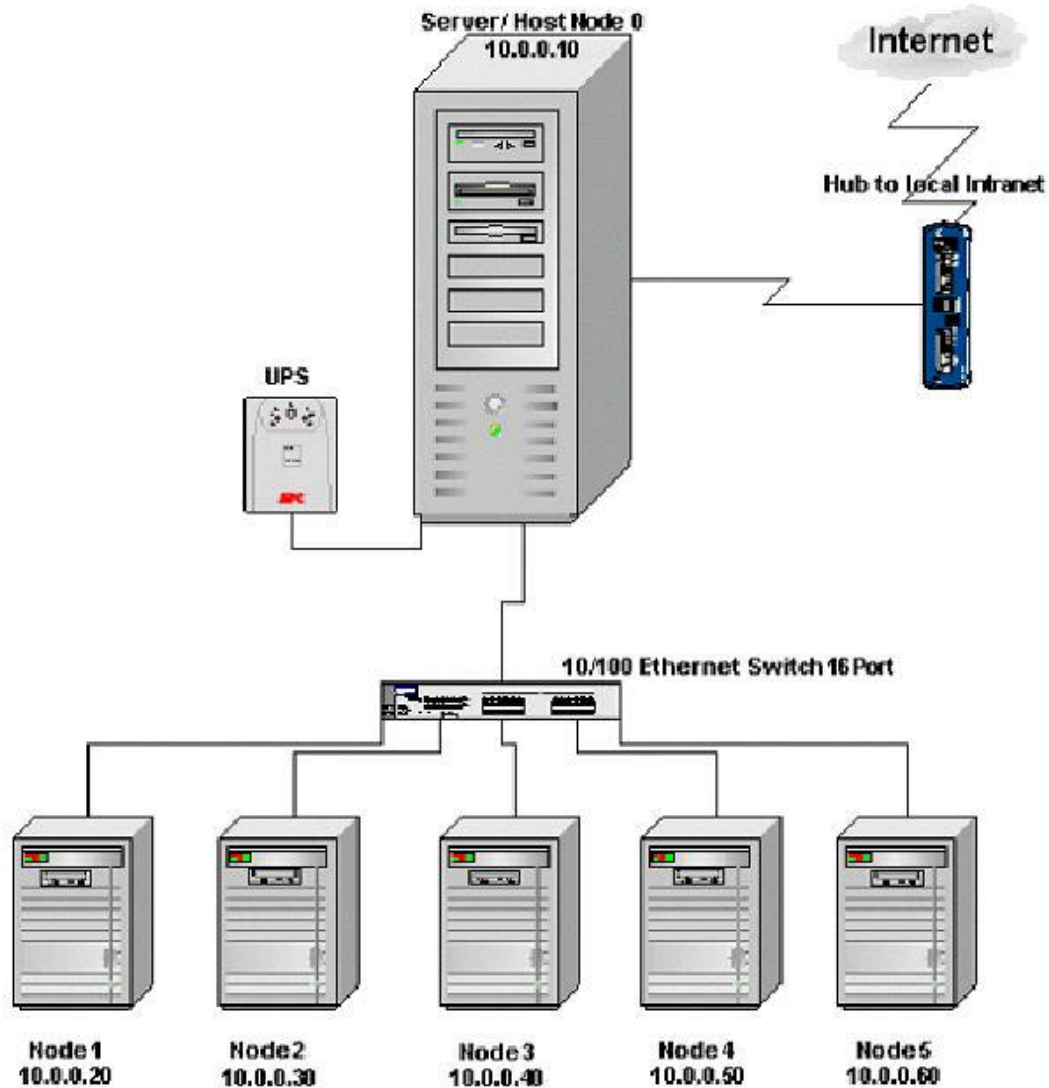 Server/ Host Node 0
10.0.0.10
Internet
Hub to local Intranet
UPS
APC
10/100 Ethernet Switch 16 Port
Node 1
10.0.0.20
Node 2
10.0.0.30
Node 3
10.0.0.40
Node 4
10.0.0.50
Node 5
10.0.0.60